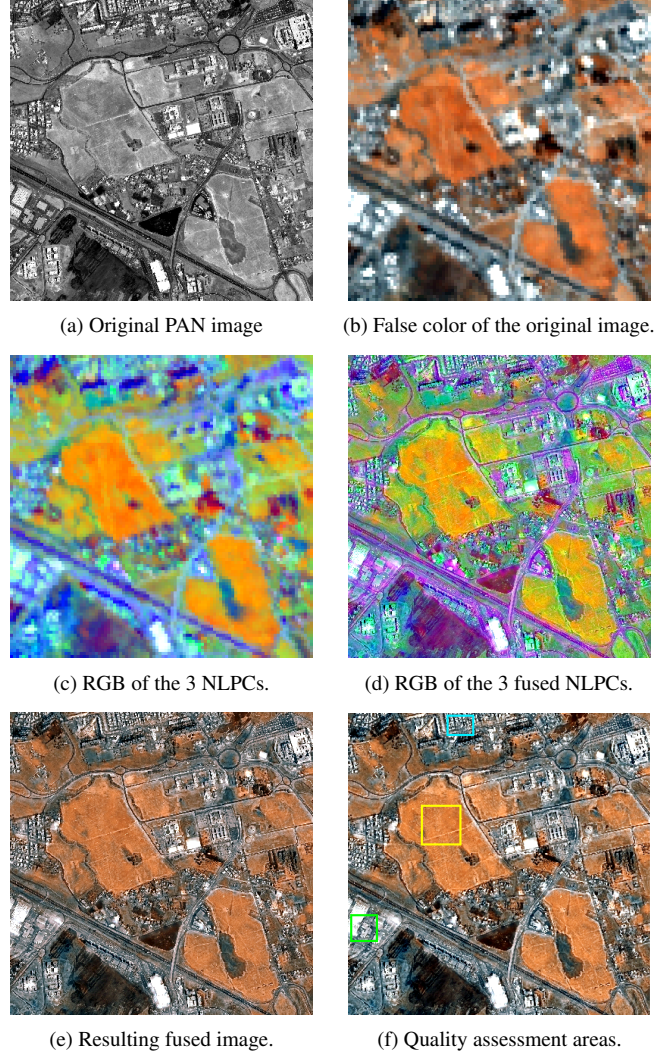 (a) Original PAN image
(b) False color of the original image.
(c) RGB of the 3 NLPCs.
(d) RGB of the 3 fused NLPCs.
(e) Resulting fused image.
(f) Quality assessment areas.